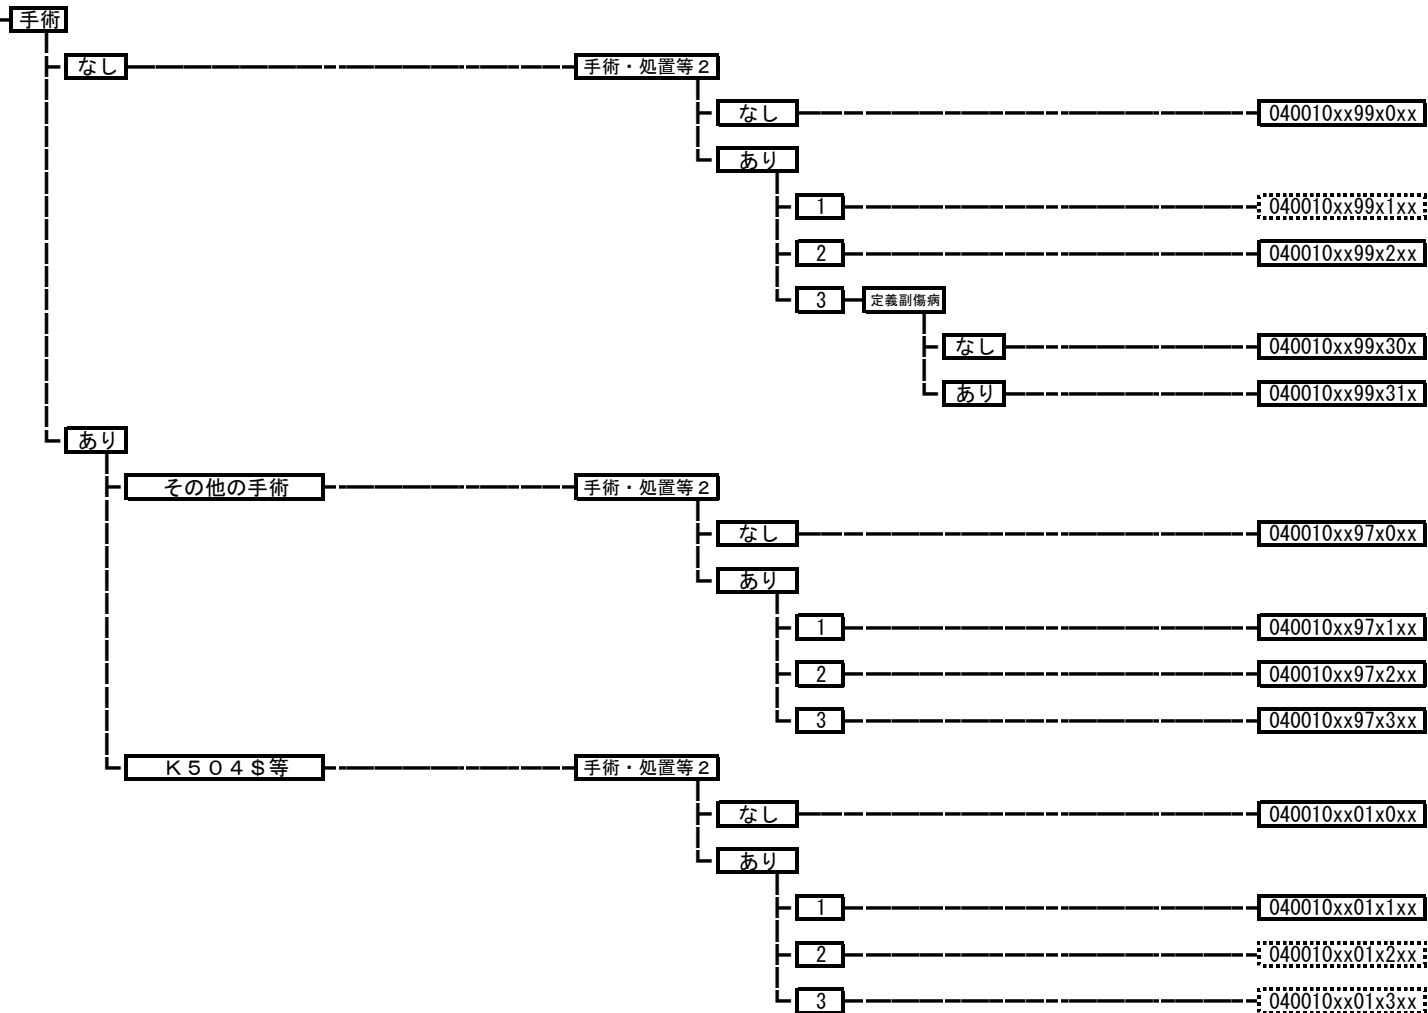 手術
なし 手術・処置等２
なし 040010xx99x0xx
あり
1 040010xx99x1xx
2 040010xx99x2xx
3 定義副傷病
なし 040010xx99x30x
あり 040010xx99x31x
あり
その他の手術 手術・処置等２
なし 040010xx97x0xx
あり
1 040010xx97x1xx
2 040010xx97x2xx
3 040010xx97x3xx
Ｋ５０４＄等 手術・処置等２
なし 040010xx01x0xx
あり
1 040010xx01x1xx
2 040010xx01x2xx
3 040010xx01x3xx